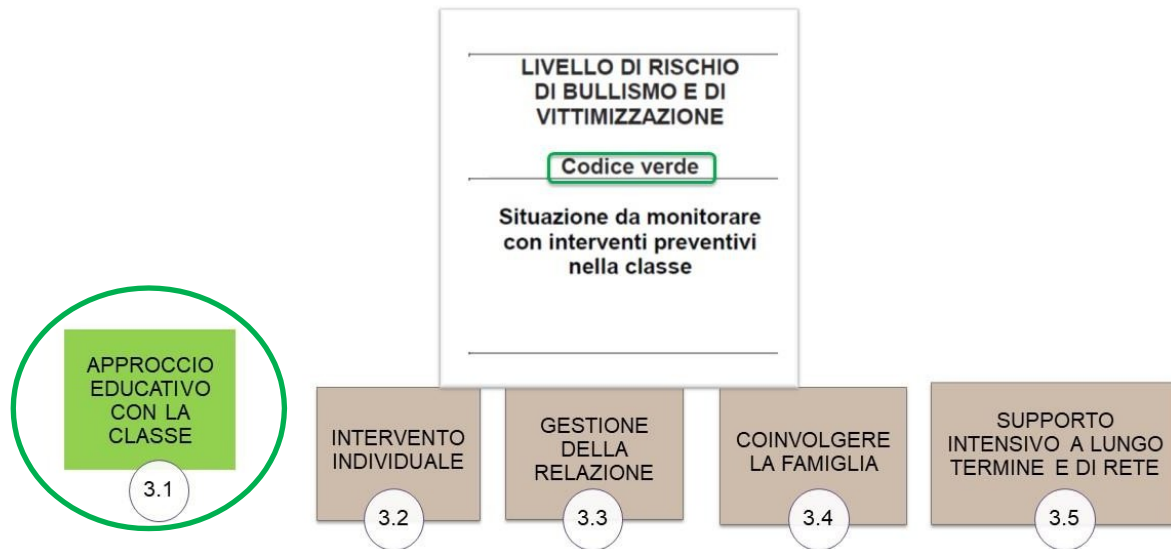 LIVELLO DI RISCHIO
DI BULLISMO E DI
VITTIMIZZAZIONE
Codice verde
Situazione da monitorare
con interventi preventivi
nella classe
APPROCCIO
EDUCATIVO
CON LA
CLASSE
3.1
INTERVENTO
INDIVIDUALE
3.2
GESTIONE
DELLA
RELAZIONE
3.3
COINVOLGERE
LA FAMIGLIA
3.4
SUPPORTO
INTENSIVO A LUNGO
TERMINE E DI RETE
3.5